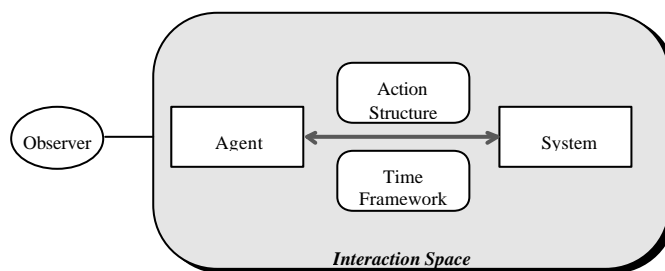 Action
Structure
Observer
Agent
System
Time
Framework
Interaction Space